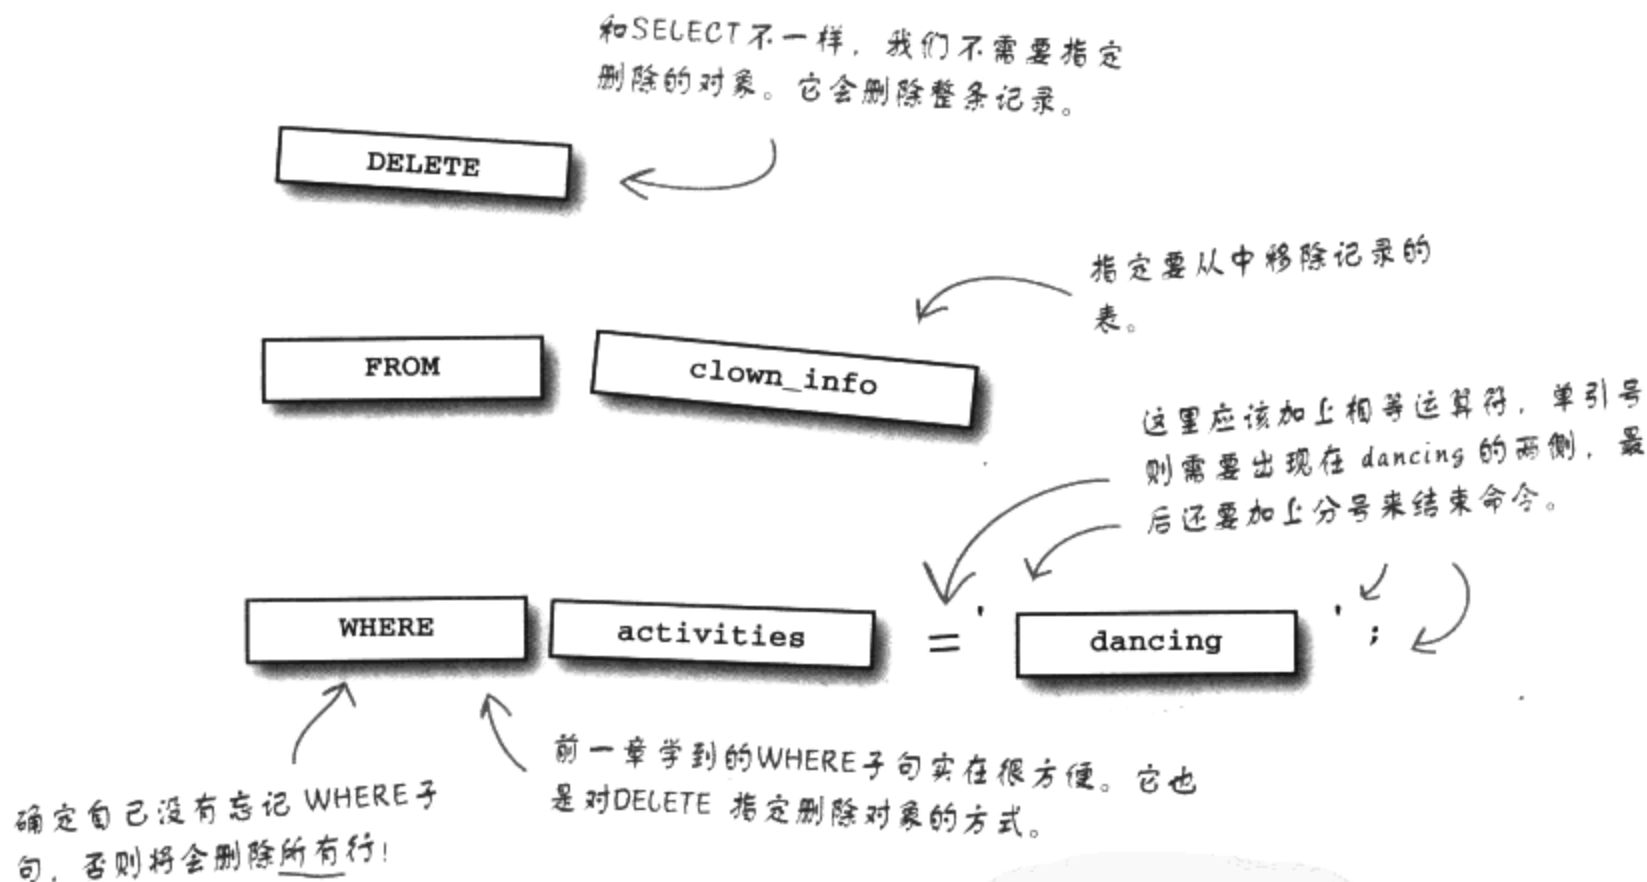 和SELECT不一样，我们不需要指定
删除的对象。它会删除整条记录。
DELETE
指定要从中移除记录的
表。
FROM clown_info
这里应该加上相等运算符，单引号
则需要出现在 dancing 的两侧，最
后还要加上分号来结束命令。
WHERE activities = ' dancing ' ;
前一章学到的WHERE子句实在很方便。它也
是对DELETE 指定删除对象的方式。
确定自己没有忘记 WHERE子
句，否则将会删除所有行！